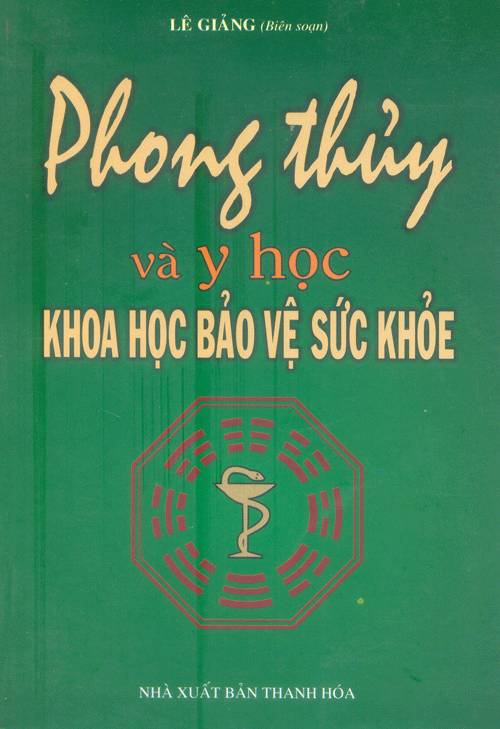 LÊ GIẢNG (Biên soạn)
Phong thủy
và y học
KHOA HỌC BẢO VỆ SỨC KHỎE
NHÀ XUẤT BẢN THANH HÓA